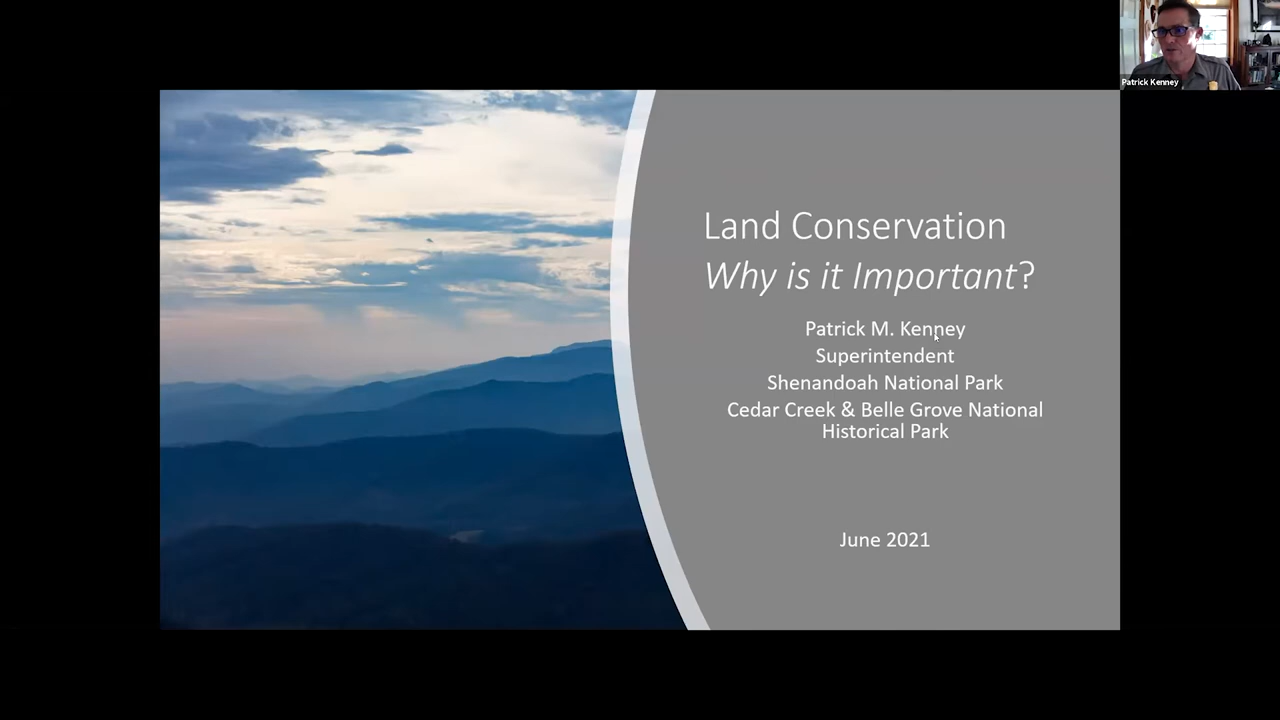 Patrick Kenney
Land Conservation
Why is it Important?
Patrick M. Kenney
Superintendent
Shenandoah National Park
Cedar Creek & Belle Grove National
Historical Park
June 2021